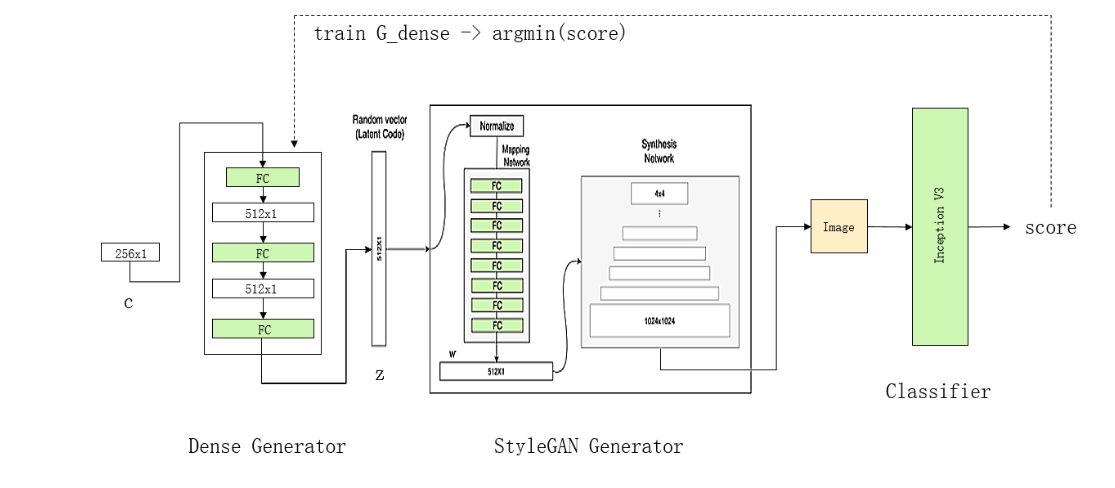 train G_dense -> argmin(score)
256x1
c
FC
512x1
FC
512x1
FC
Dense Generator
Random vector
(Latent Code)
512X1
z
Normalize
Mapping
Network
FC
FC
FC
FC
FC
FC
FC
FC
w
512X1
Synthesis
Network
4x4
...
1024x1024
StyleGAN Generator
Image
Inception V3
Classifier
score